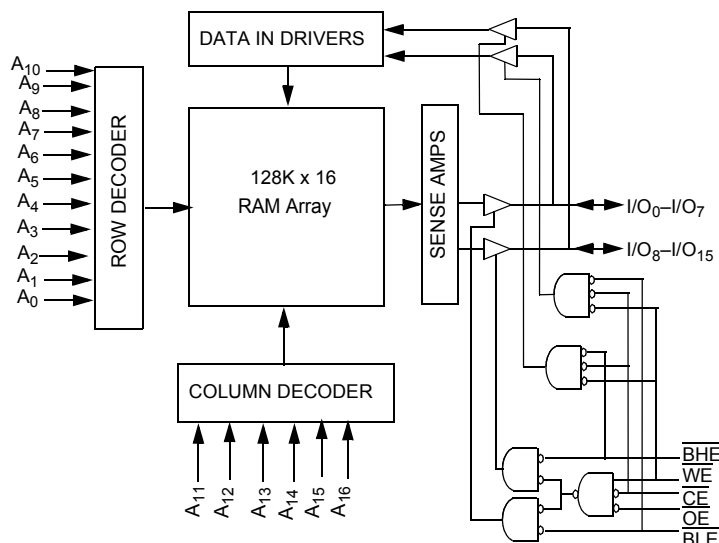 DATA IN DRIVERS
A10
A9
A8
A7
A6
A5
A4
A3
A2
A1
A0
ROW DECODER
128K x 16
RAM Array
SENSE AMPS
I/O0–I/O7
I/O8–I/O15
COLUMN DECODER
A11
A12
A13
A14
A15
A16
BHE
WE
CE
OE
BLE